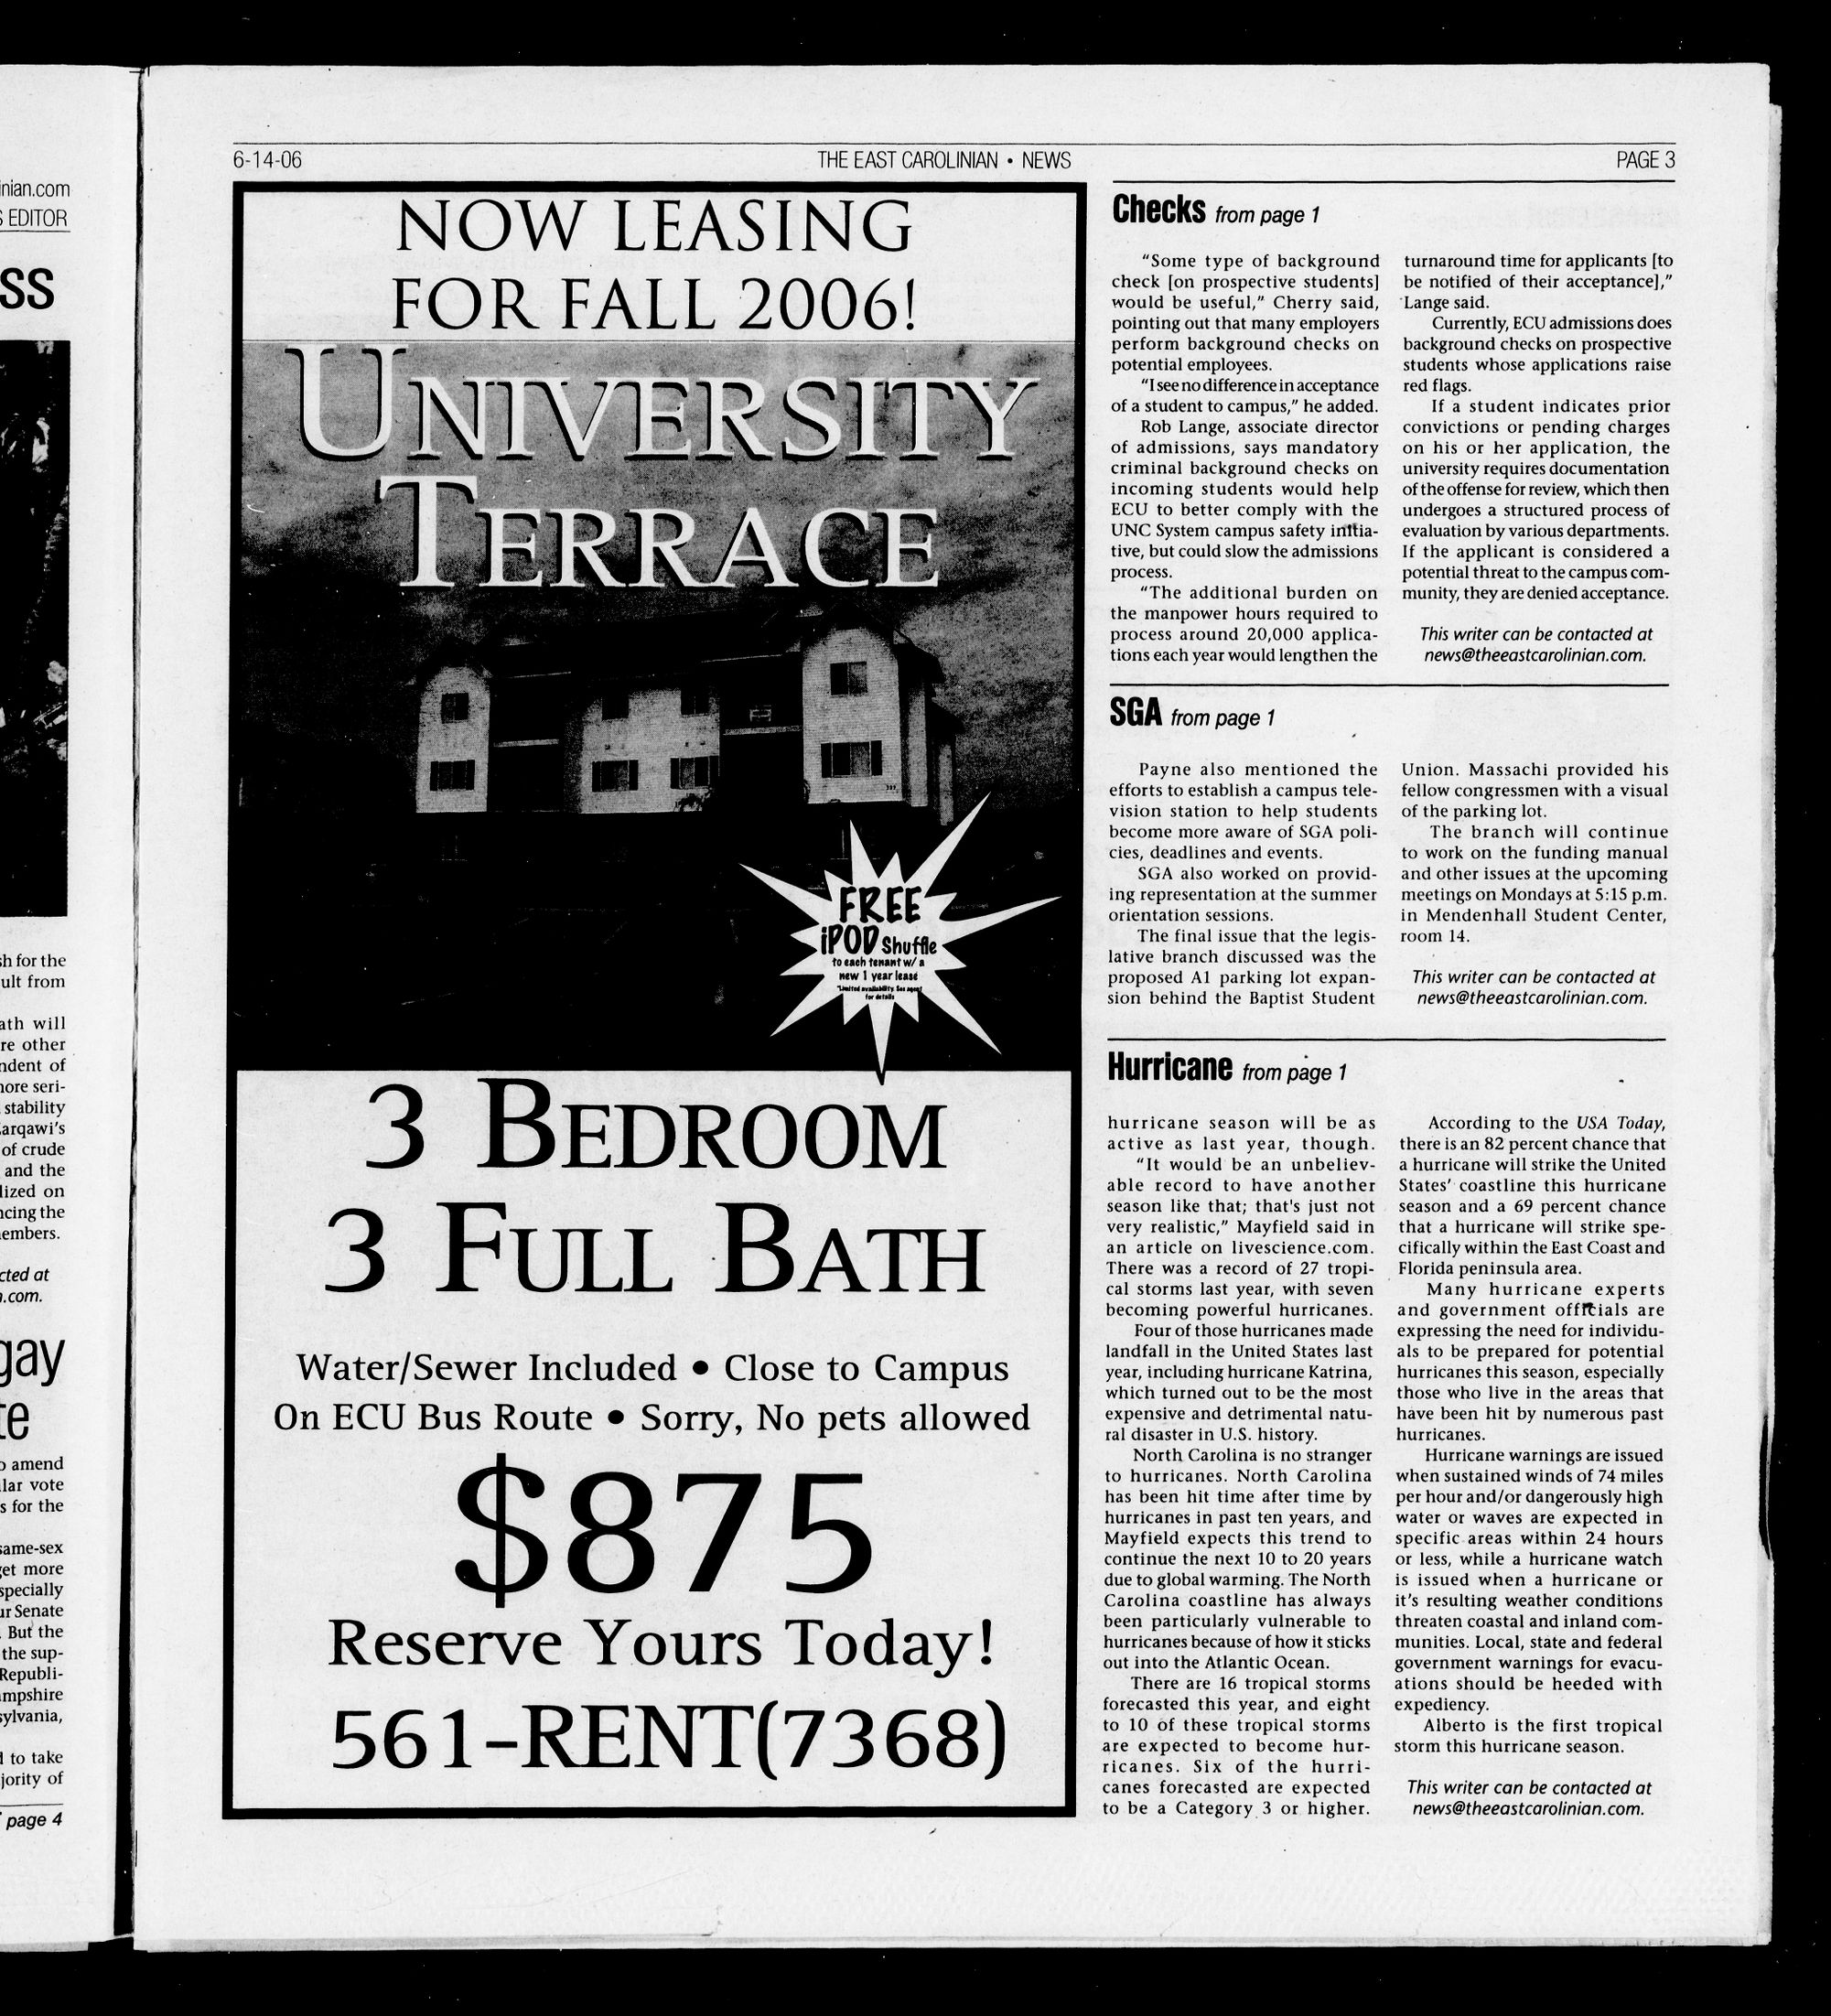 inian.com
S EDITOR
ss
sh for the
ult from
ath will
re other
ndent of
more seri-
stability
Zarqawi's
of crude
and the
lized on
ncing the
members.
cted at
n.com.
gay
te
o amend
lar vote
s for the
same-sex
get more
specially
ur Senate
But the
the sup-
Republi-
ampshire
sylvania,
d to take
jority of
page 4
6-14-06
THE EAST CAROLINIAN • NEWS
PAGE 3
NOW LEASING
FOR FALL 2006!
UNIVERSITY
TERRACE
FREE
iPOD Shuffle
to each tenant w/ a
new 1 year lease
*Limited availability. See agent
for details
3 BEDROOM
3 FULL BATH
Water/Sewer Included • Close to Campus
On ECU Bus Route • Sorry, No pets allowed
$875
Reserve Yours Today!
561-RENT(7368)
Checks from page 1
"Some type of background
check [on prospective students]
would be useful," Cherry said,
pointing out that many employers
perform background checks on
potential employees.
"I see no difference in acceptance
of a student to campus," he added.
Rob Lange, associate director
of admissions, says mandatory
criminal background checks on
incoming students would help
ECU to better comply with the
UNC System campus safety initia-
tive, but could slow the admissions
process.
"The additional burden on
the manpower hours required to
process around 20,000 applica-
tions each year would lengthen the
turnaround time for applicants [to
be notified of their acceptance],"
Lange said.
Currently, ECU admissions does
background checks on prospective
students whose applications raise
red flags.
If a student indicates prior
convictions or pending charges
on his or her application, the
university requires documentation
of the offense for review, which then
undergoes a structured process of
evaluation by various departments.
If the applicant is considered a
potential threat to the campus com-
munity, they are denied acceptance.
This writer can be contacted at
news@theeastcarolinian.com.
SGA from page 1
Payne also mentioned the
efforts to establish a campus tele-
vision station to help students
become more aware of SGA poli-
cies, deadlines and events.
SGA also worked on provid-
ing representation at the summer
orientation sessions.
The final issue that the legis-
lative branch discussed was the
proposed A1 parking lot expan-
sion behind the Baptist Student
Union. Massachi provided his
fellow congressmen with a visual
of the parking lot.
The branch will continue
to work on the funding manual
and other issues at the upcoming
meetings on Mondays at 5:15 p.m.
in Mendenhall Student Center,
room 14.
This writer can be contacted at
news@theeastcarolinian.com.
Hurricane from page 1
hurricane season will be as
active as last year, though.
"It would be an unbeliev-
able record to have another
season like that; that's just not
very realistic," Mayfield said in
an article on livescience.com.
There was a record of 27 tropi-
cal storms last year, with seven
becoming powerful hurricanes.
Four of those hurricanes made
landfall in the United States last
year, including hurricane Katrina,
which turned out to be the most
expensive and detrimental natu-
ral disaster in U.S. history.
North Carolina is no stranger
to hurricanes. North Carolina
has been hit time after time by
hurricanes in past ten years, and
Mayfield expects this trend to
continue the next 10 to 20 years
due to global warming. The North
Carolina coastline has always
been particularly vulnerable to
hurricanes because of how it sticks
out into the Atlantic Ocean.
There are 16 tropical storms
forecasted this year, and eight
to 10 of these tropical storms
are expected to become hur-
ricanes. Six of the hurri-
canes forecasted are expected
to be a Category 3 or higher.
According to the USA Today,
there is an 82 percent chance that
a hurricane will strike the United
States' coastline this hurricane
season and a 69 percent chance
that a hurricane will strike spe-
cifically within the East Coast and
Florida peninsula area.
Many hurricane experts
and government officials are
expressing the need for individu-
als to be prepared for potential
hurricanes this season, especially
those who live in the areas that
have been hit by numerous past
hurricanes.
Hurricane warnings are issued
when sustained winds of 74 miles
per hour and/or dangerously high
water or waves are expected in
specific areas within 24 hours
or less, while a hurricane watch
is issued when a hurricane or
it's resulting weather conditions
threaten coastal and inland com-
munities. Local, state and federal
government warnings for evacu-
ations should be heeded with
expediency.
Alberto is the first tropical
storm this hurricane season.
This writer can be contacted at
news@theeastcarolinian.com.